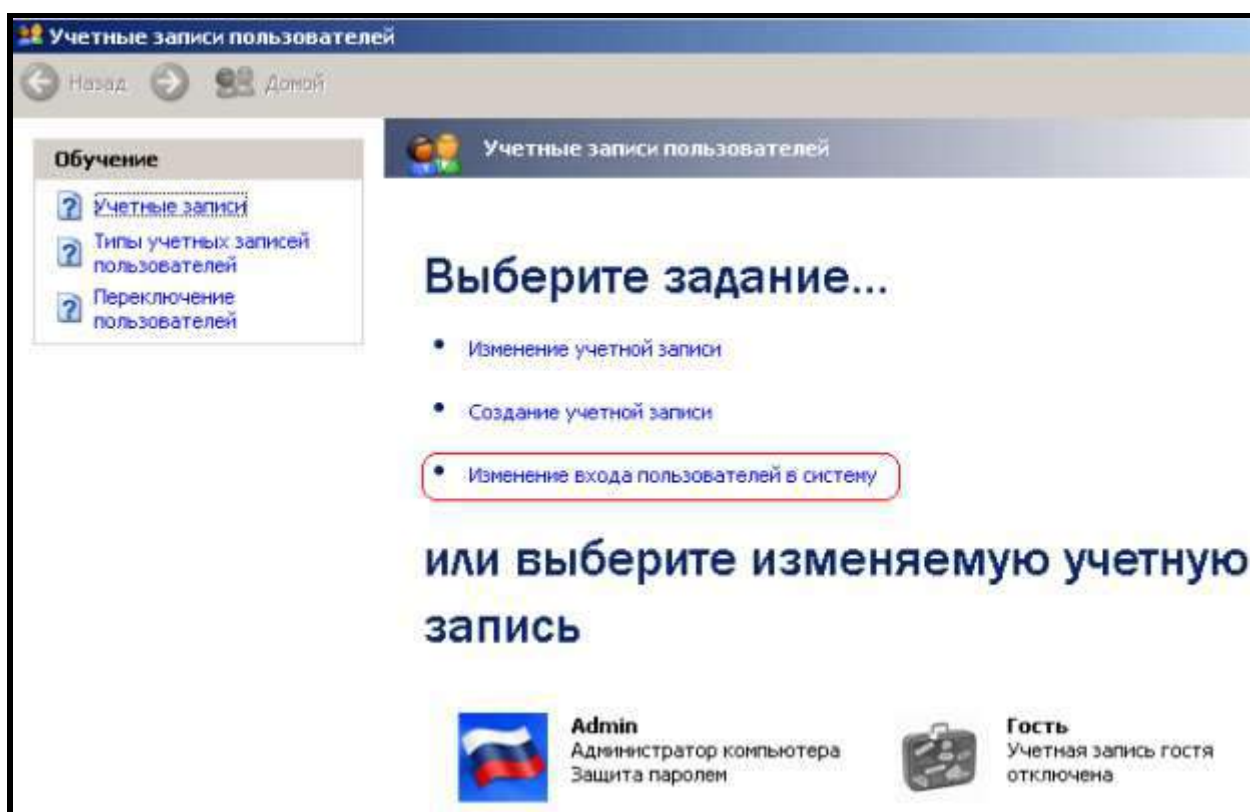 Учетные записи пользователей
Назад Домой
Обучение
Учетные записи
Типы учетных записей
пользователей
Переключение
пользователей
Учетные записи пользователей
Выберите задание...
Изменение учетной записи
Создание учетной записи
Изменение входа пользователей в систему
или выберите изменяемую учетную
запись
Admin
Администратор компьютера
Защита паролем
Гость
Учетная запись гостя
отключена